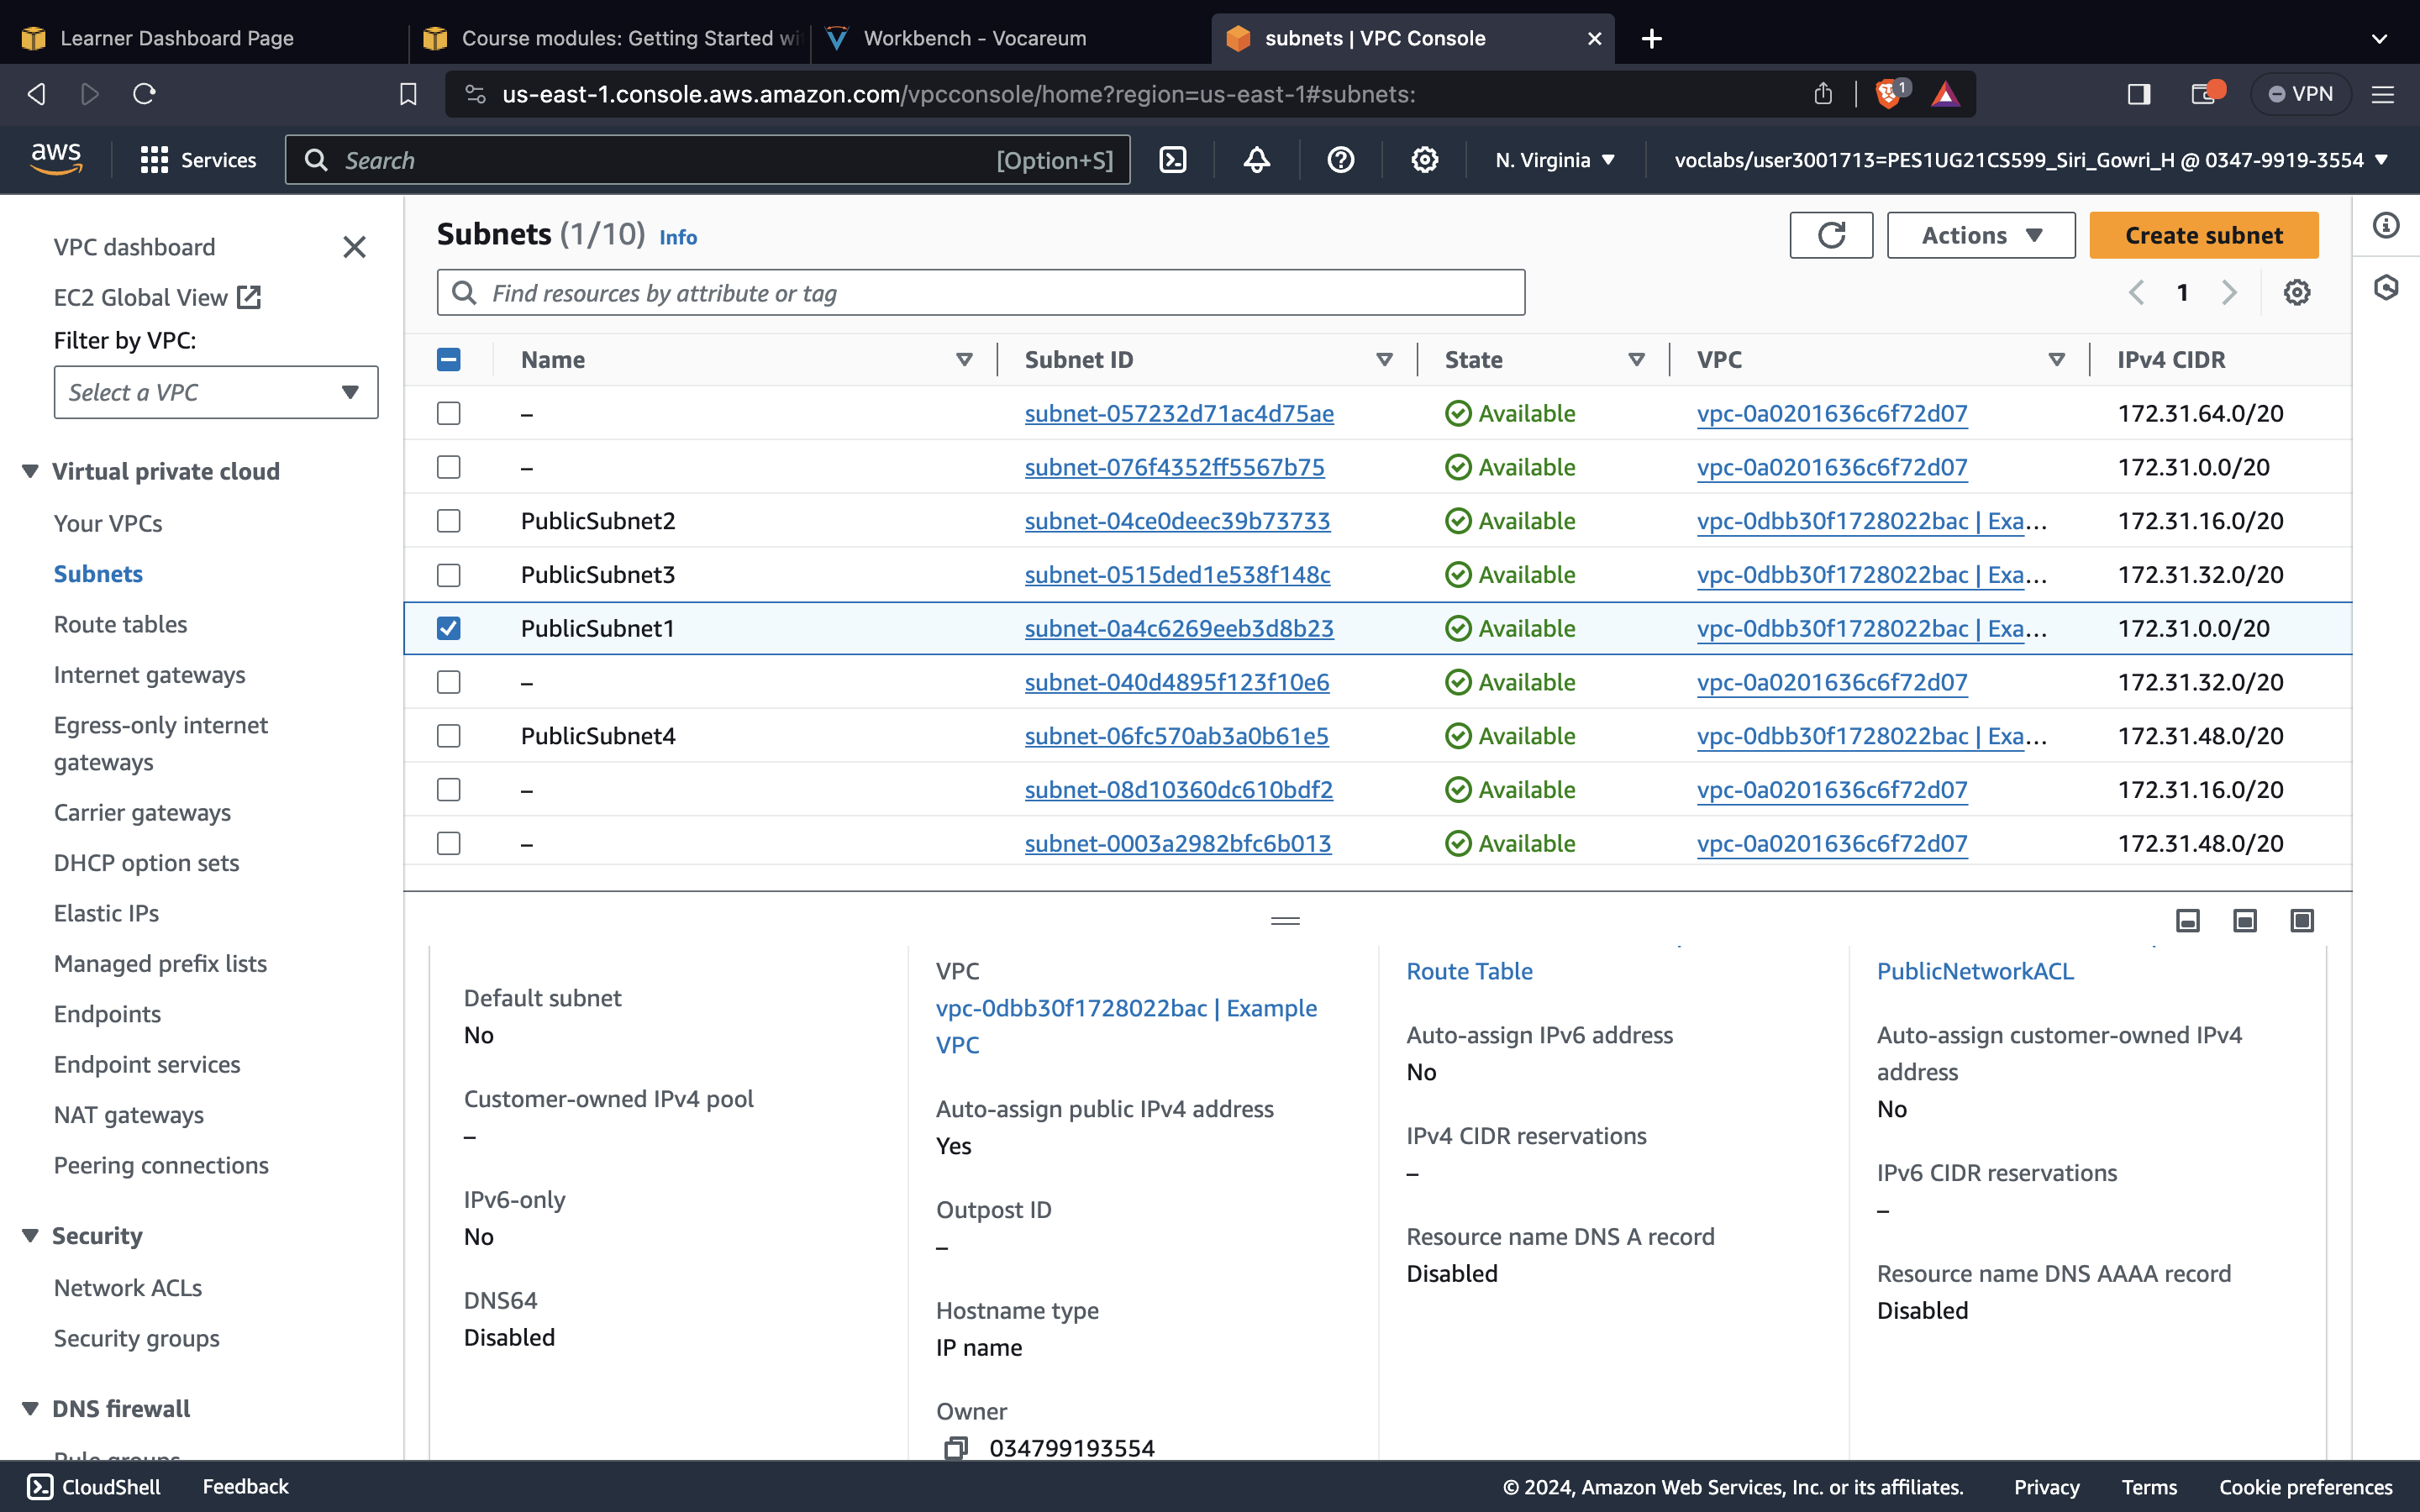 Learner Dashboard Page
Course modules: Getting Started wi
Workbench - Vocareum
subnets | VPC Console
us-east-1.console.aws.amazon.com/vpcconsole/home?region=us-east-1#subnets:
1
VPN
aws
Services
Search
[Option+S]
N. Virginia
voclabs/user3001713=PES1UG21CS599_Siri_Gowri_H @ 0347-9919-3554
VPC dashboard
EC2 Global View
Filter by VPC:
Select a VPC
Virtual private cloud
Your VPCs
Subnets
Route tables
Internet gateways
Egress-only internet
gateways
Carrier gateways
DHCP option sets
Elastic IPs
Managed prefix lists
Endpoints
Endpoint services
NAT gateways
Peering connections
Security
Network ACLs
Security groups
DNS firewall
Rule groups
Subnets (1/10) Info
Actions
Create subnet
Find resources by attribute or tag
1
Name Subnet ID State VPC IPv4 CIDR
– subnet-057232d71ac4d75ae Available vpc-0a0201636c6f72d07 172.31.64.0/20
– subnet-076f4352ff5567b75 Available vpc-0a0201636c6f72d07 172.31.0.0/20
PublicSubnet2 subnet-04ce0deec39b73733 Available vpc-0dbb30f1728022bac | Exa... 172.31.16.0/20
PublicSubnet3 subnet-0515ded1e538f148c Available vpc-0dbb30f1728022bac | Exa... 172.31.32.0/20
PublicSubnet1 subnet-0a4c6269eeb3d8b23 Available vpc-0dbb30f1728022bac | Exa... 172.31.0.0/20
– subnet-040d4895f123f10e6 Available vpc-0a0201636c6f72d07 172.31.32.0/20
PublicSubnet4 subnet-06fc570ab3a0b61e5 Available vpc-0dbb30f1728022bac | Exa... 172.31.48.0/20
– subnet-08d10360dc610bdf2 Available vpc-0a0201636c6f72d07 172.31.16.0/20
– subnet-0003a2982bfc6b013 Available vpc-0a0201636c6f72d07 172.31.48.0/20
Default subnet
No
Customer-owned IPv4 pool
–
IPv6-only
No
DNS64
Disabled
VPC
vpc-0dbb30f1728022bac | Example
VPC
Auto-assign public IPv4 address
Yes
Outpost ID
–
Hostname type
IP name
Owner
034799193554
Route Table
Auto-assign IPv6 address
No
IPv4 CIDR reservations
–
Resource name DNS A record
Disabled
PublicNetworkACL
Auto-assign customer-owned IPv4
address
No
IPv6 CIDR reservations
–
Resource name DNS AAAA record
Disabled
CloudShell
Feedback
© 2024, Amazon Web Services, Inc. or its affiliates.
Privacy
Terms
Cookie preferences